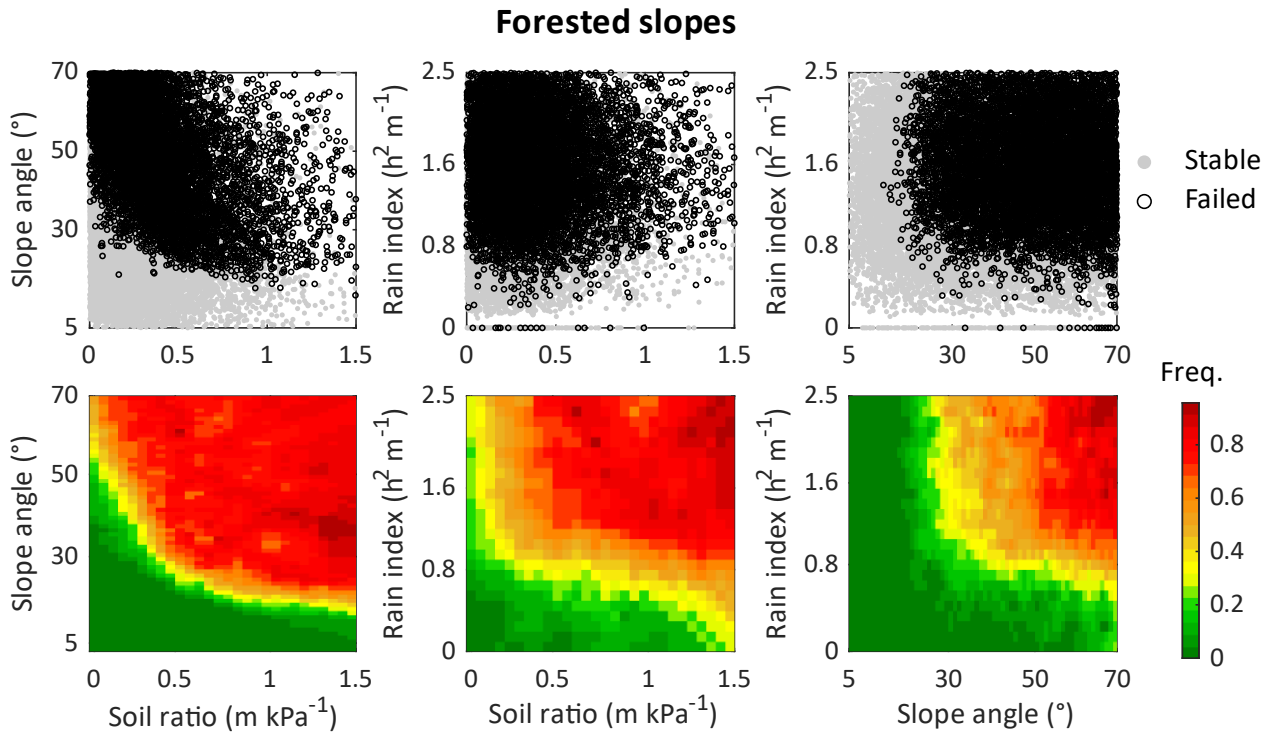 Forested slopes
Slope angle (°)
70
50
30
5
0 0.5 1 1.5
Rain index (h² m⁻¹)
2.5
1.6
0.8
0
0 0.5 1 1.5
Rain index (h² m⁻¹)
2.5
1.6
0.8
0
5 30 50 70
Stable
Failed
Slope angle (°)
70
50
30
5
0 0.5 1 1.5
Soil ratio (m kPa⁻¹)
Rain index (h² m⁻¹)
2.5
1.6
0.8
0
0 0.5 1 1.5
Soil ratio (m kPa⁻¹)
Rain index (h² m⁻¹)
2.5
1.6
0.8
0
5 30 50 70
Slope angle (°)
Freq.
0.8
0.6
0.4
0.2
0